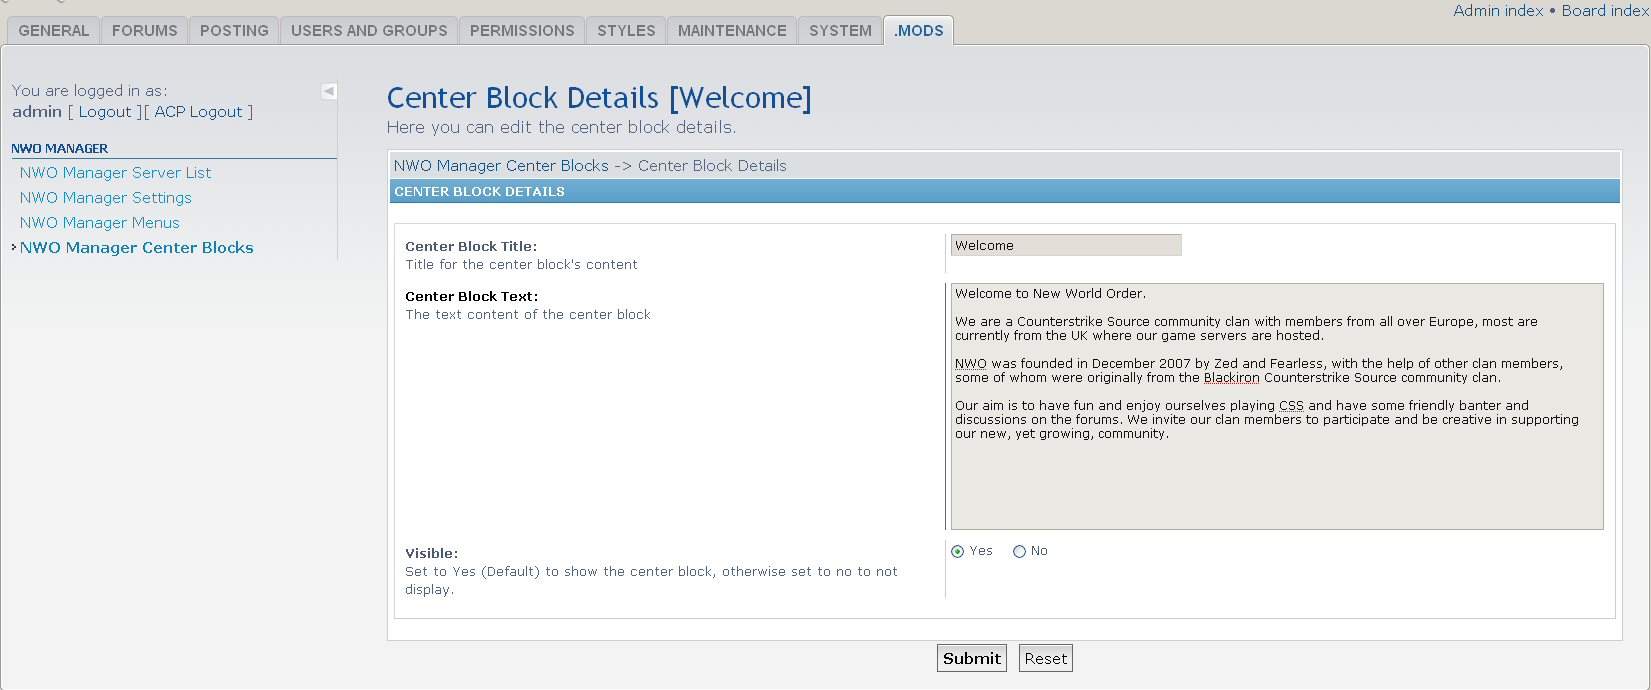 Admin index • Board index
GENERAL FORUMS POSTING USERS AND GROUPS PERMISSIONS STYLES MAINTENANCE SYSTEM .MODS
You are logged in as:
admin [ Logout ][ ACP Logout ]
NWO MANAGER
NWO Manager Server List
NWO Manager Settings
NWO Manager Menus
NWO Manager Center Blocks
Center Block Details [Welcome]
Here you can edit the center block details.
NWO Manager Center Blocks -> Center Block Details
CENTER BLOCK DETAILS
Center Block Title:
Title for the center block's content
Welcome
Center Block Text:
The text content of the center block
Welcome to New World Order.
We are a Counterstrike Source community clan with members from all over Europe, most are
currently from the UK where our game servers are hosted.
NWO was founded in December 2007 by Zed and Fearless, with the help of other clan members,
some of whom were originally from the Blackiron Counterstrike Source community clan.
Our aim is to have fun and enjoy ourselves playing CSS and have some friendly banter and
discussions on the forums. We invite our clan members to participate and be creative in supporting
our new, yet growing, community.
Visible:
Set to Yes (Default) to show the center block, otherwise set to no to not
display.
Yes No
Submit Reset